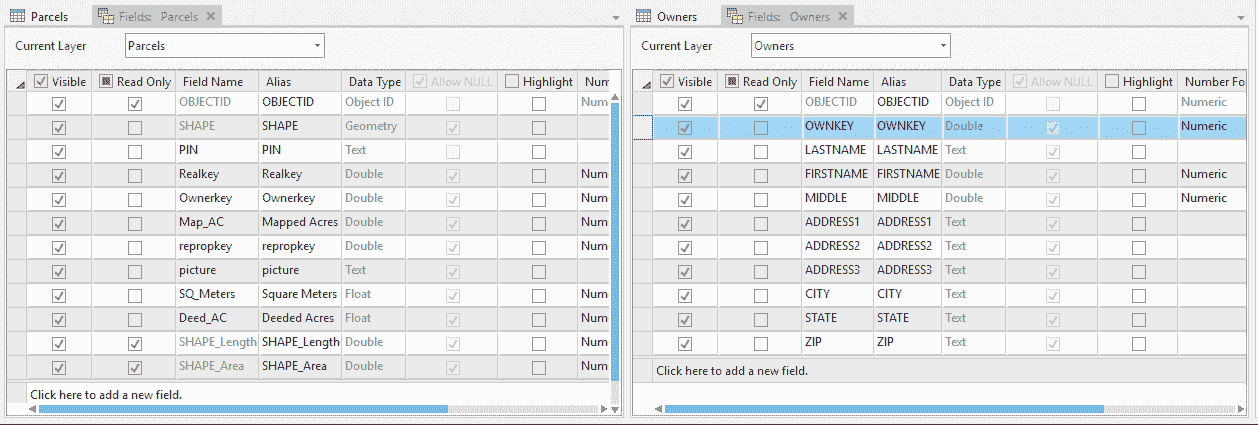 Parcels Fields: Parcels
Current Layer Parcels
Visible Read Only Field Name Alias Data Type Allow NULL Highlight Num
OBJECTID OBJECTID Object ID Num
SHAPE SHAPE Geometry
PIN PIN Text
Realkey Realkey Double Num
Ownerkey Ownerkey Double Num
Map_AC Mapped Acres Double Num
repropkey repropkey Double Num
picture picture Text
SQ_Meters Square Meters Float Num
Deed_AC Deeded Acres Float Num
SHAPE_Length SHAPE_Length Double Num
SHAPE_Area SHAPE_Area Double Num
Click here to add a new field.
Owners Fields: Owners
Current Layer Owners
Visible Read Only Field Name Alias Data Type Allow NULL Highlight Number Fo
OBJECTID OBJECTID Object ID Numeric
OWNKEY OWNKEY Double Numeric
LASTNAME LASTNAME Text
FIRSTNAME FIRSTNAME Double Numeric
MIDDLE MIDDLE Double Numeric
ADDRESS1 ADDRESS1 Text
ADDRESS2 ADDRESS2 Text
ADDRESS3 ADDRESS3 Text
CITY CITY Text
STATE STATE Text
ZIP ZIP Text
Click here to add a new field.